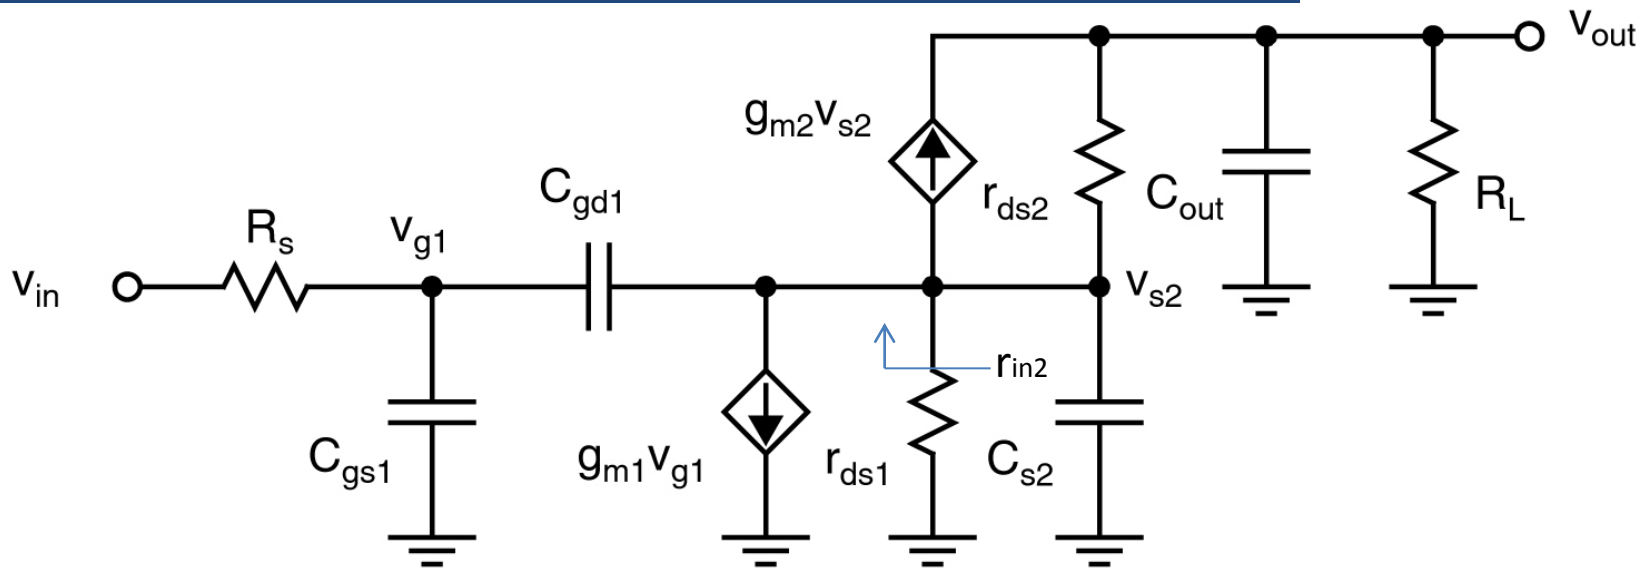 vout
gm2vs2
Cgd1
rds2
Cout
RL
Rs
vg1
vin
vs2
rin2
Cgs1
gm1vg1
rds1
Cs2